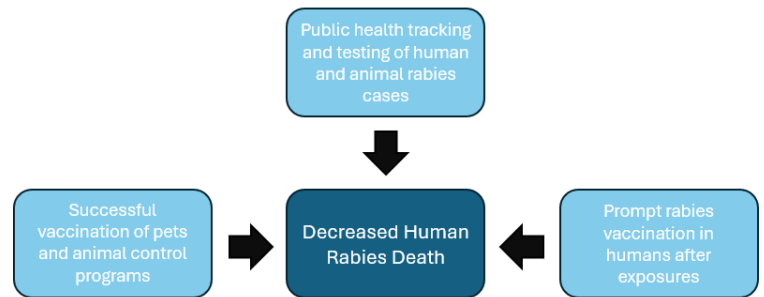 Public health tracking
and testing of human
and animal rabies
cases
Successful
vaccination of pets
and animal control
programs
Decreased Human
Rabies Death
Prompt rabies
vaccination in
humans after
exposures